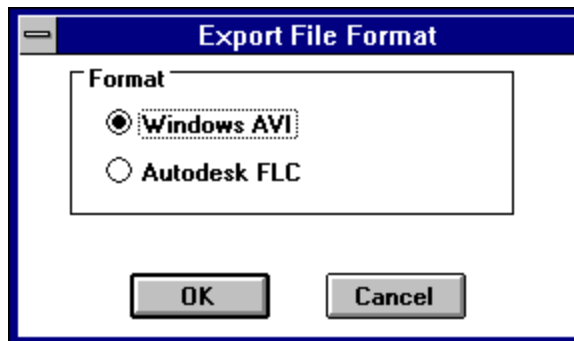 Export File Format
Format
Windows AVI
Autodesk FLC
OK
Cancel